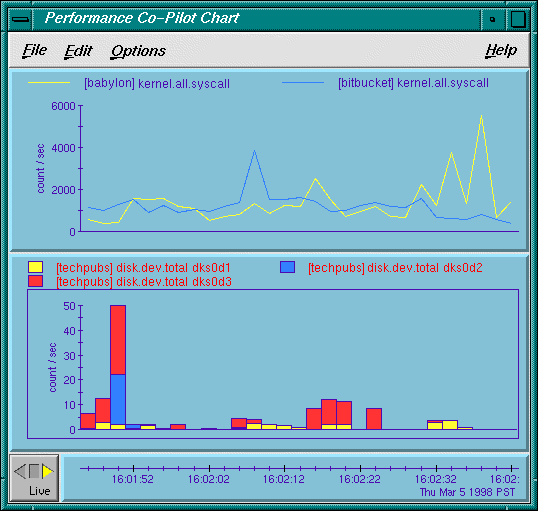 Performance Co-Pilot Chart
File Edit Options Help
[babylon] kernel.all.syscall [bitbucket] kernel.all.syscall
6000
4000
2000
0
count / sec
[techpubs] disk.dev.total dks0d1 [techpubs] disk.dev.total dks0d2
[techpubs] disk.dev.total dks0d3
50
40
30
20
10
0
count / sec
Live
16:01:52 16:02:02 16:02:12 16:02:22 16:02:32 16:02:
Thu Mar 5 1998 PST